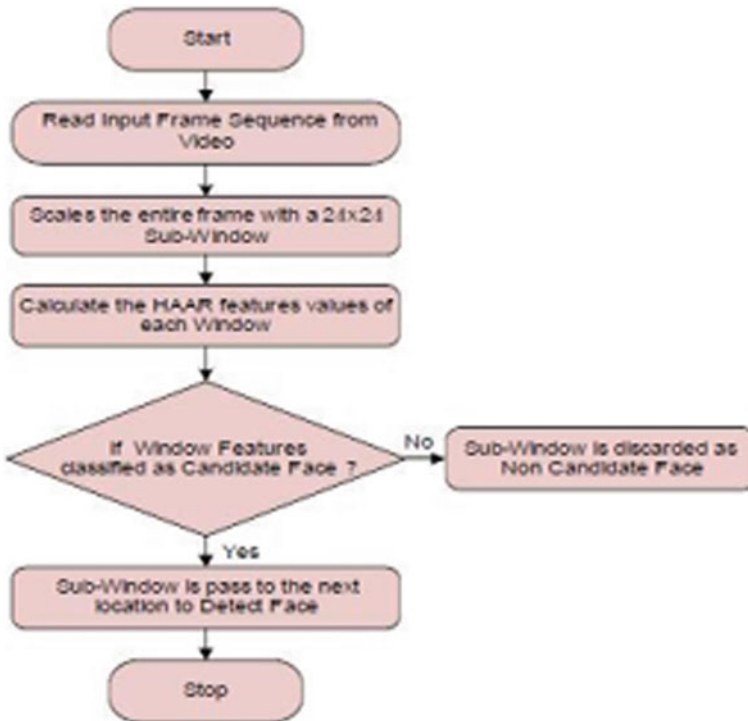 Start
Read Input Frame Sequence from
Video
Scales the entire frame with a 24x24
Sub-Window
Calculate the HAAR features values of
each Window
If Window Features
classified as Candidate Face ?
No
Sub-Window is discarded as
Non Candidate Face
Yes
Sub-Window is pass to the next
location to Detect Face
Stop